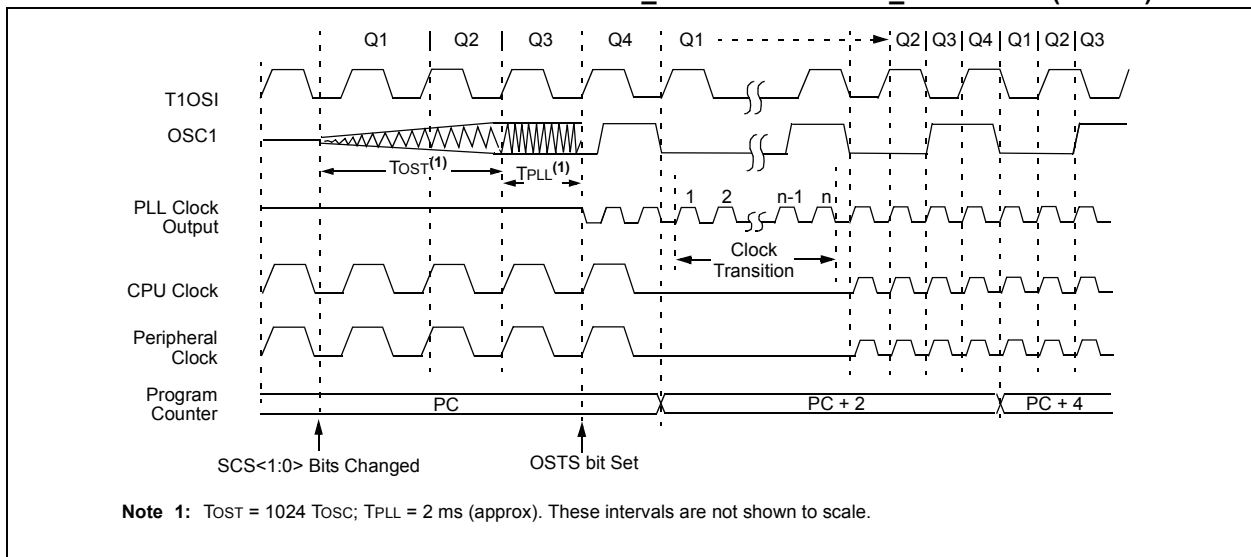 Q1 Q2 Q3 Q4 Q1 Q2 Q3 Q4 Q1 Q2 Q3
T1OSI
OSC1
TOST(1)
TPLL(1)
1 2 n-1 n
PLL Clock
Output
Clock
Transition
CPU Clock
Peripheral
Clock
Program
Counter
PC
PC + 2
PC + 4
SCS<1:0> Bits Changed
OSTS bit Set
Note 1: TOST = 1024 TOSC; TPLL = 2 ms (approx). These intervals are not shown to scale.